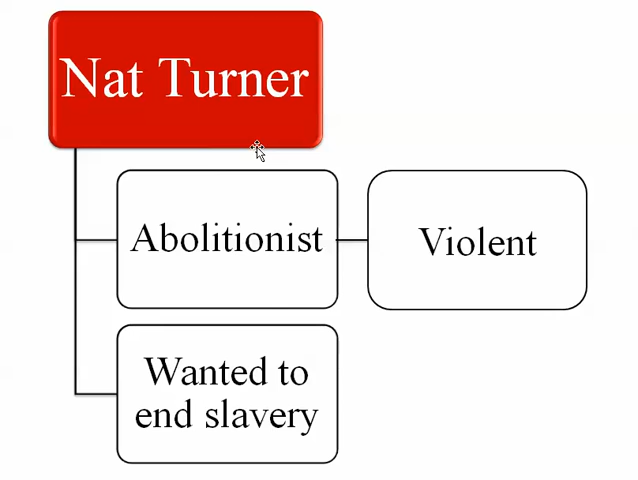 Nat Turner
Abolitionist
Violent
Wanted to
end slavery